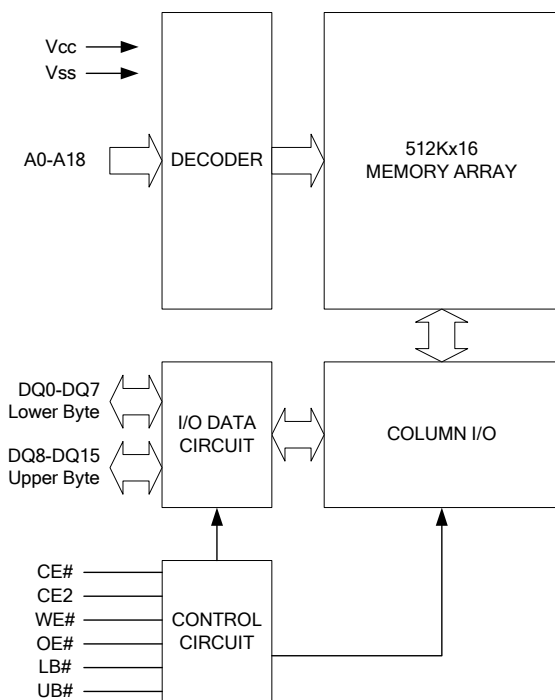 Vcc
Vss
A0-A18
DECODER
512Kx16
MEMORY ARRAY
DQ0-DQ7
Lower Byte
DQ8-DQ15
Upper Byte
I/O DATA
CIRCUIT
COLUMN I/O
CE#
CE2
WE#
OE#
LB#
UB#
CONTROL
CIRCUIT